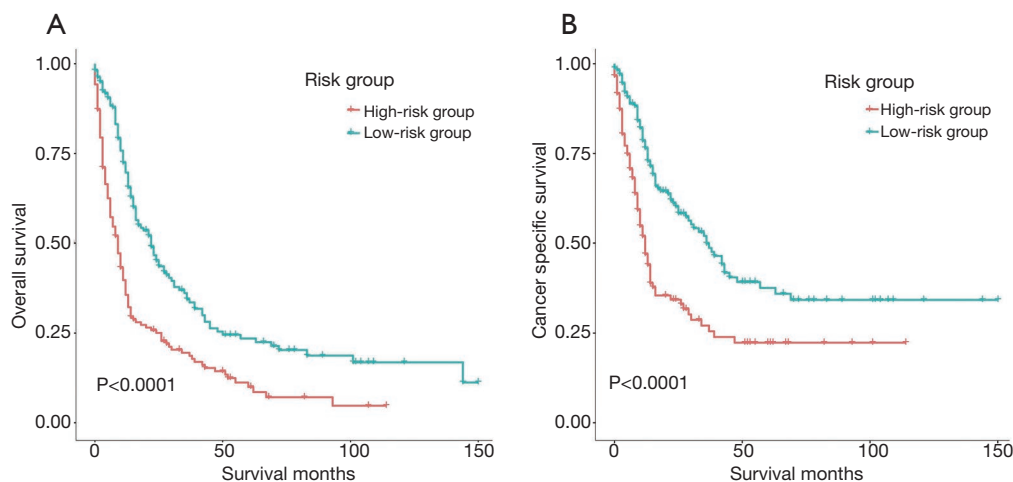 A
Overall survival
1.00
0.75
0.50
0.25
0.00
Risk group
High-risk group
Low-risk group
P<0.0001
0 50 100 150
Survival months
B
Cancer specific survival
1.00
0.75
0.50
0.25
0.00
Risk group
High-risk group
Low-risk group
P<0.0001
0 50 100 150
Survival months